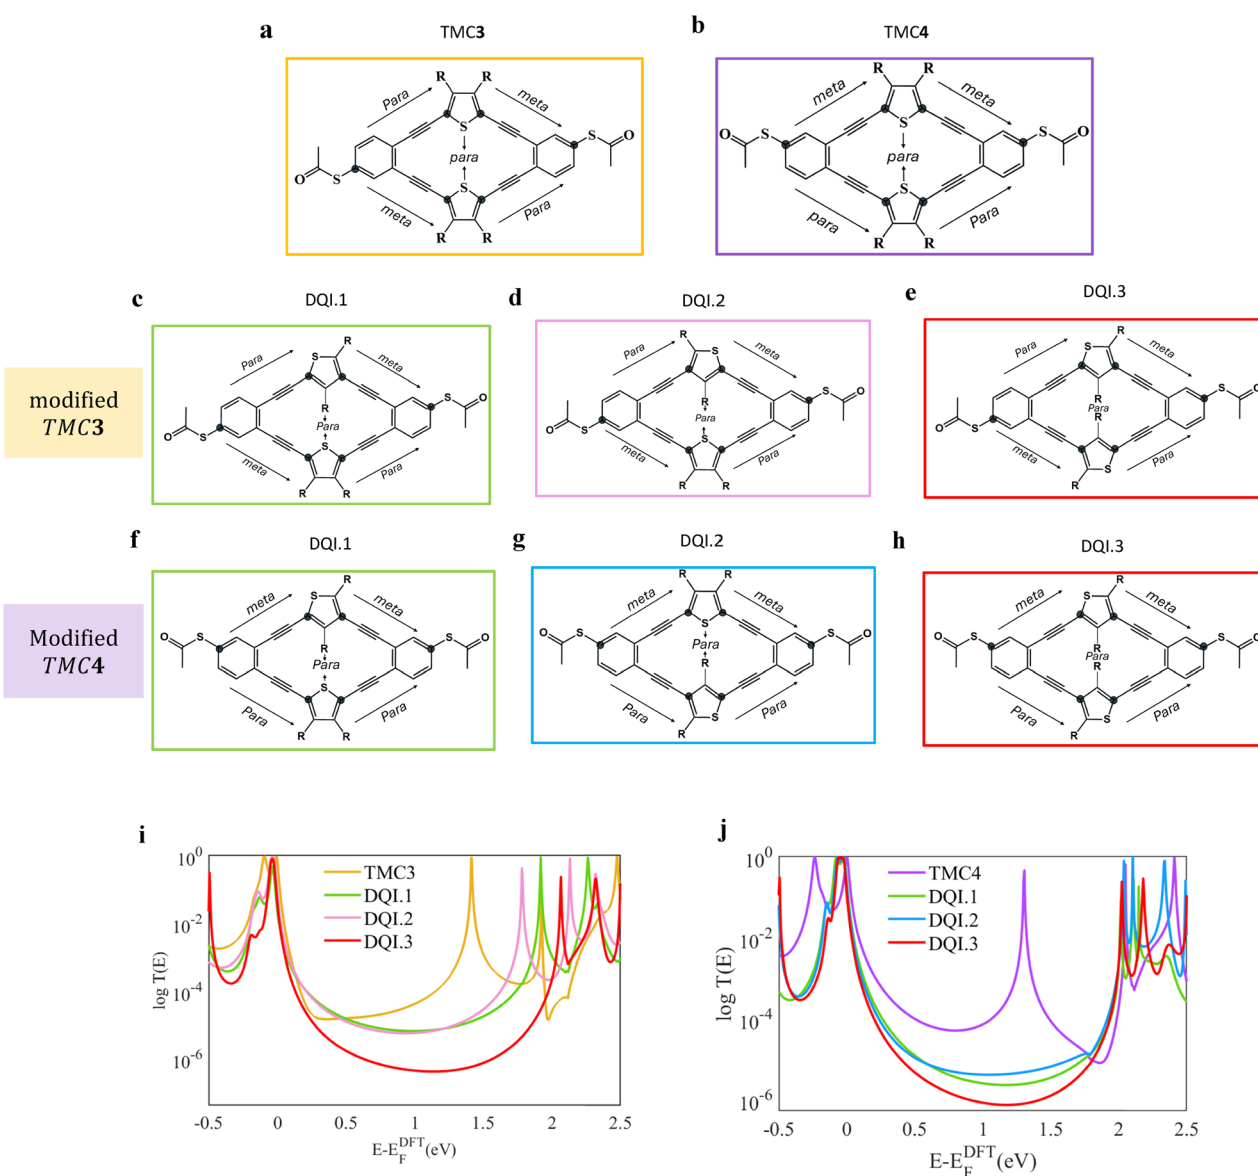 a
TMC3
b
TMC4
R R
Para
meta
S
O
S
para
S
O
S
meta
Para
R R
R R
meta
meta
O
S
S
para
S
S
O
para
Para
R R
c
DQI.1
d
DQI.2
e
DQI.3
modified
TMC3
S
R
Para
meta
R
Para
S
O
S
S
O
meta
Para
R R
R
S
Para
meta
R
Para
S
O
S
S
O
meta
Para
R R
S
R
Para
meta
R
Para
R
O
S
S
O
meta
Para
R
S
f
DQI.1
g
DQI.2
h
DQI.3
Modified
TMC4
S
R
meta
meta
R
Para
S
O
S
S
O
Para
Para
R R
R R
meta
meta
S
Para
R
O
S
S
O
Para
Para
R
S
S
R
meta
meta
R
Para
R
O
S
S
O
Para
Para
R
S
i
log T(E)
10^0
10^-2
10^-4
10^-6
TMC3
DQI.1
DQI.2
DQI.3
-0.5 0 0.5 1 1.5 2 2.5
E-E_F^DFT(eV)
j
log T(E)
10^0
10^-2
10^-4
10^-6
TMC4
DQI.1
DQI.2
DQI.3
-0.5 0 0.5 1 1.5 2 2.5
E-E_F^DFT(eV)